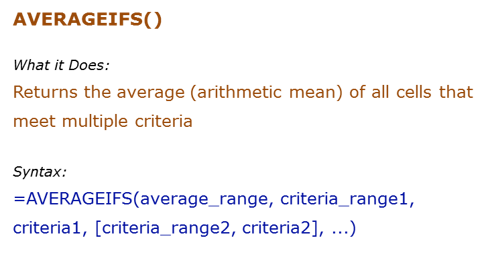 AVERAGEIFS()
What it Does:
Returns the average (arithmetic mean) of all cells that
meet multiple criteria
Syntax:
=AVERAGEIFS(average_range, criteria_range1,
criteria1, [criteria_range2, criteria2], ...)